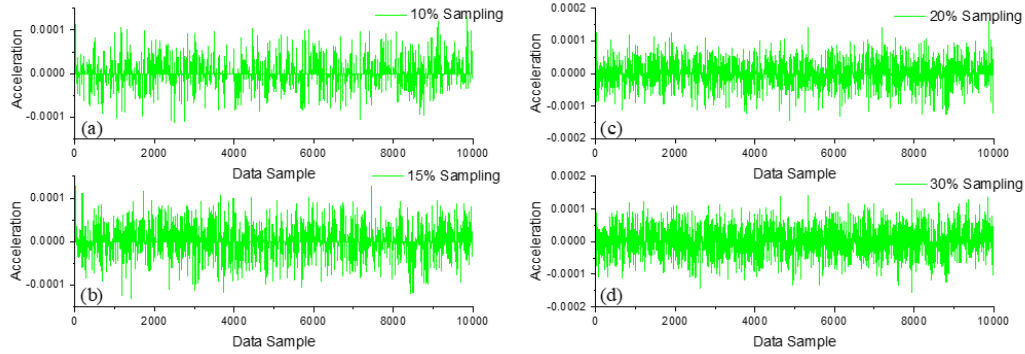 10% Sampling
0.0001
0.0000
-0.0001
Acceleration
(a)
0 2000 4000 6000 8000 10000
Data Sample
20% Sampling
0.0002
0.0001
0.0000
-0.0001
-0.0002
Acceleration
(c)
0 2000 4000 6000 8000 10000
Data Sample
15% Sampling
0.0001
0.0000
-0.0001
Acceleration
(b)
0 2000 4000 6000 8000 10000
Data Sample
30% Sampling
0.0002
0.0001
0.0000
-0.0001
-0.0002
Acceleration
(d)
0 2000 4000 6000 8000 10000
Data Sample